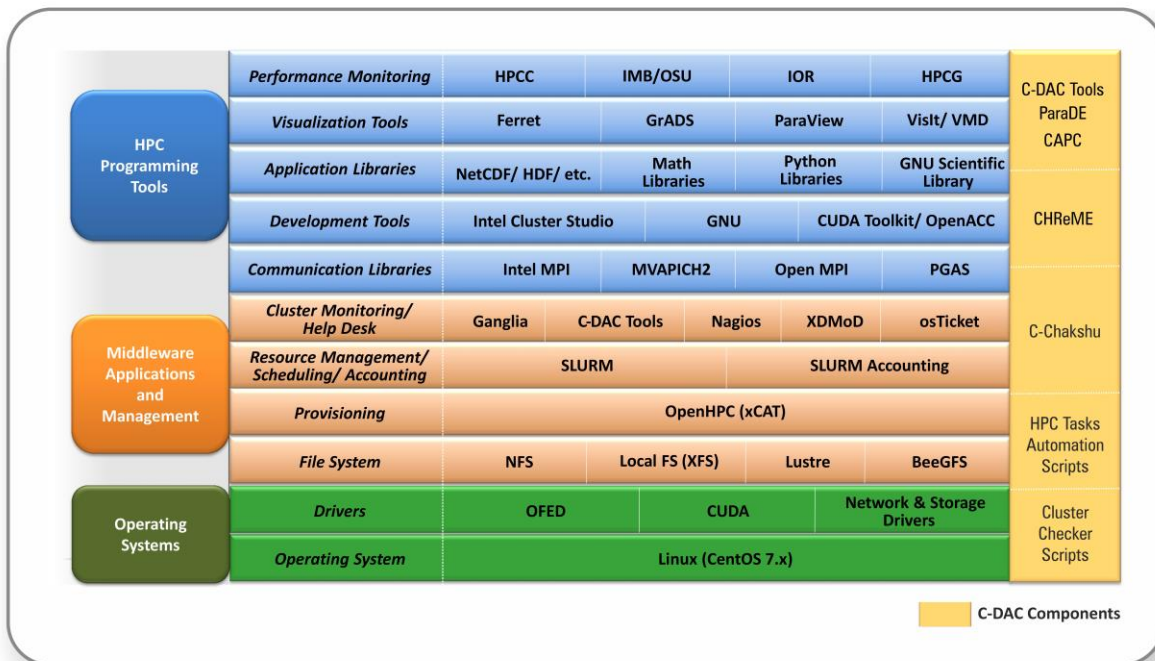 HPC
Programming
Tools
Performance Monitoring HPCC IMB/OSU IOR HPCG
Visualization Tools Ferret GrADS ParaView VisIt/ VMD
Application Libraries NetCDF/ HDF/ etc. Math Libraries Python Libraries GNU Scientific Library
Development Tools Intel Cluster Studio GNU CUDA Toolkit/ OpenACC
Communication Libraries Intel MPI MVAPICH2 Open MPI PGAS
Middleware
Applications
and
Management
Cluster Monitoring/
Help Desk
Ganglia C-DAC Tools Nagios XDMoD osTicket
Resource Management/
Scheduling/ Accounting
SLURM SLURM Accounting
Provisioning OpenHPC (xCAT)
File System NFS Local FS (XFS) Lustre BeeGFS
Operating
Systems
Drivers OFED CUDA Network & Storage Drivers
Operating System Linux (CentOS 7.x)
C-DAC Tools
ParaDE
CAPC
CHReME
C-Chakshu
HPC Tasks
Automation
Scripts
Cluster
Checker
Scripts
C-DAC Components